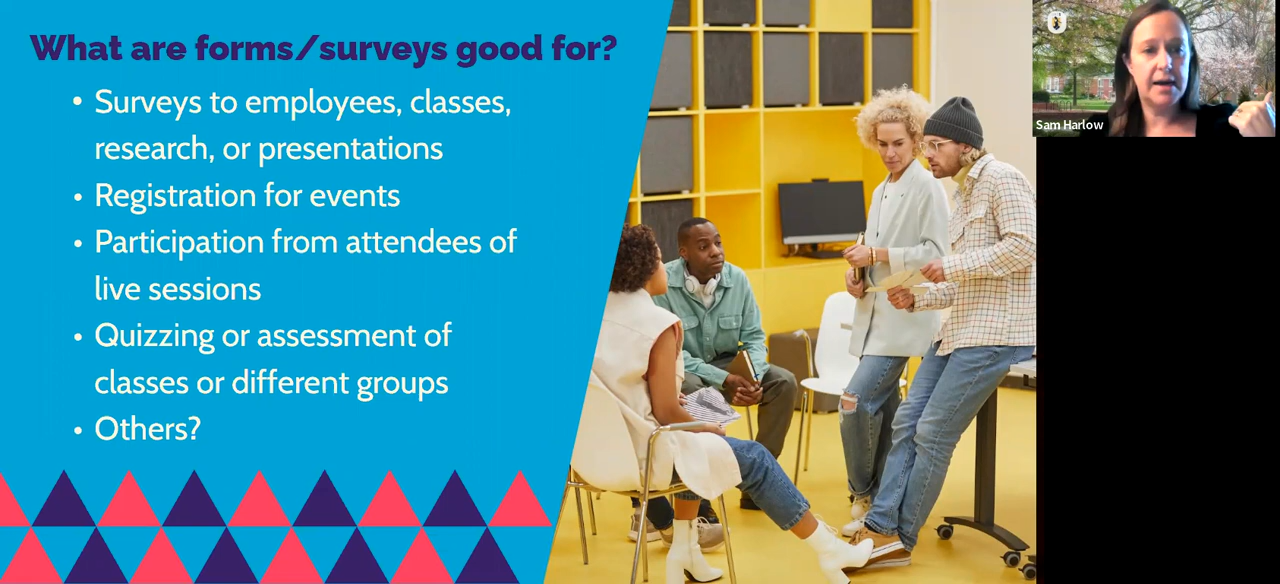 What are forms/surveys good for?
• Surveys to employees, classes,
research, or presentations
• Registration for events
• Participation from attendees of
live sessions
• Quizzing or assessment of
classes or different groups
• Others?
Sam Harlow